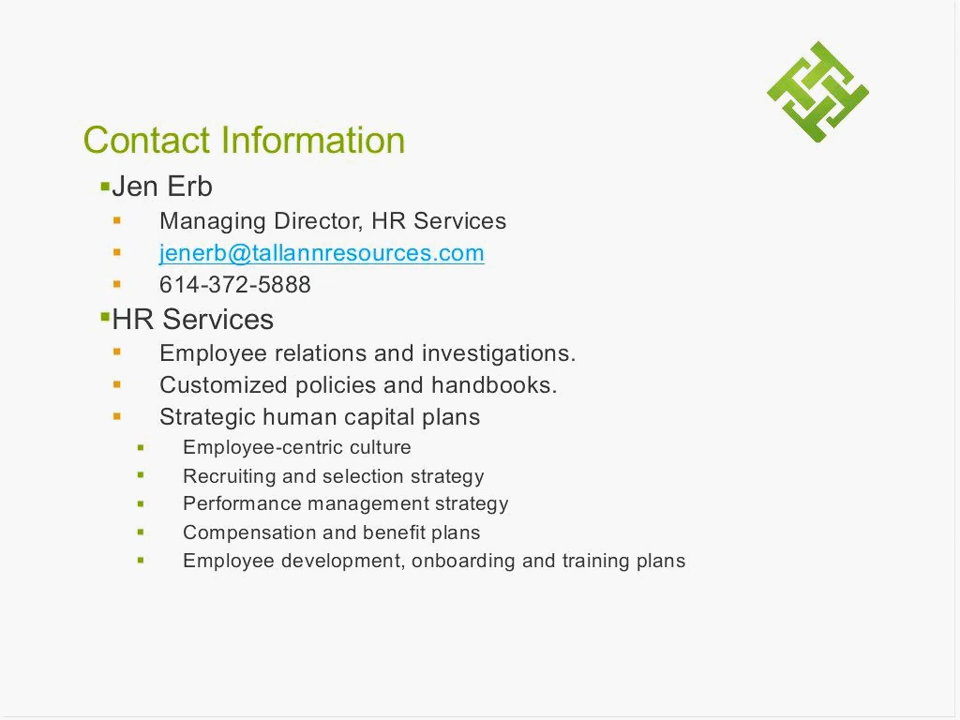 Contact Information
Jen Erb
Managing Director, HR Services
jenerb@tallannresources.com
614-372-5888
HR Services
Employee relations and investigations.
Customized policies and handbooks.
Strategic human capital plans
Employee-centric culture
Recruiting and selection strategy
Performance management strategy
Compensation and benefit plans
Employee development, onboarding and training plans